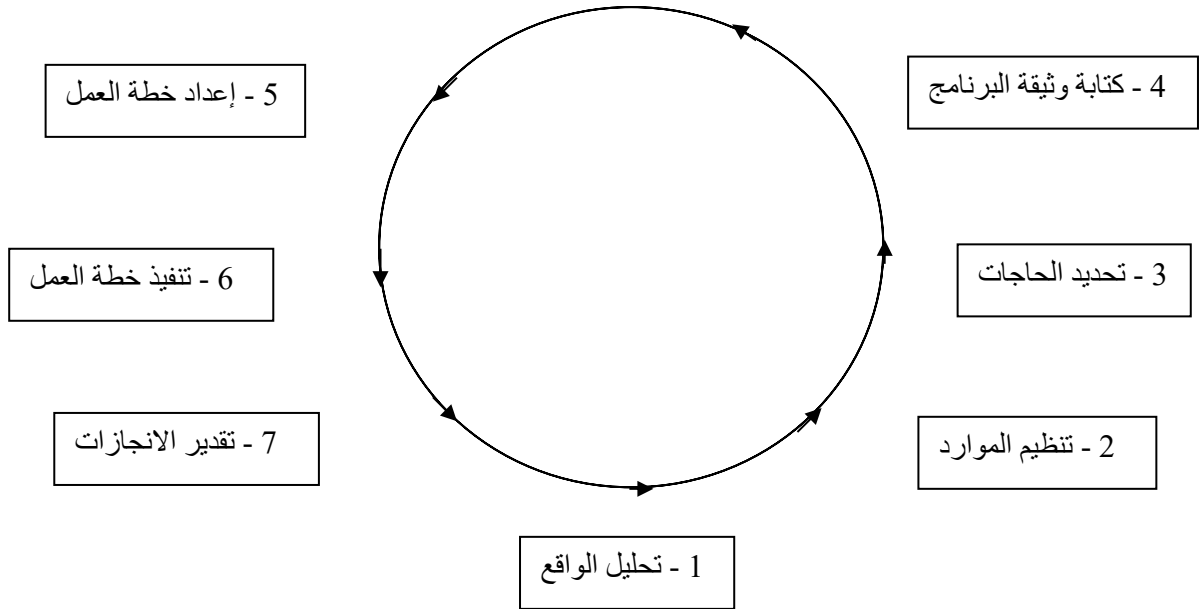 1 - تحليل الواقع
2 - تنظيم الموارد
3 - تحديد الحاجات
4 - كتابة وثيقة البرنامج
5 - إعداد خطة العمل
6 - تنفيذ خطة العمل
7 - تقدير الانجازات